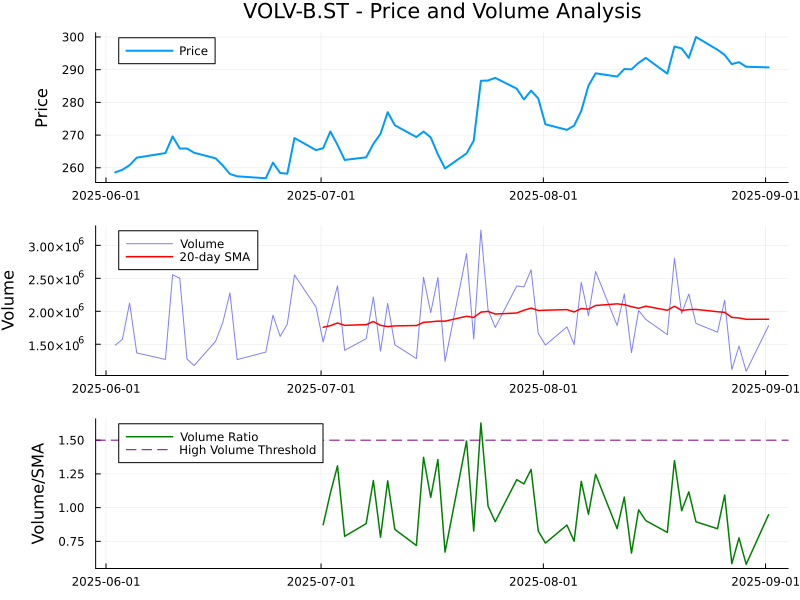 VOLV-B.ST - Price and Volume Analysis
300
290
280
270
260
Price
Price
2025-06-01 2025-07-01 2025-08-01 2025-09-01
3.00×10⁶
2.50×10⁶
2.00×10⁶
1.50×10⁶
Volume
Volume
20-day SMA
2025-06-01 2025-07-01 2025-08-01 2025-09-01
1.50
1.25
1.00
0.75
Volume/SMA
Volume Ratio
High Volume Threshold
2025-06-01 2025-07-01 2025-08-01 2025-09-01